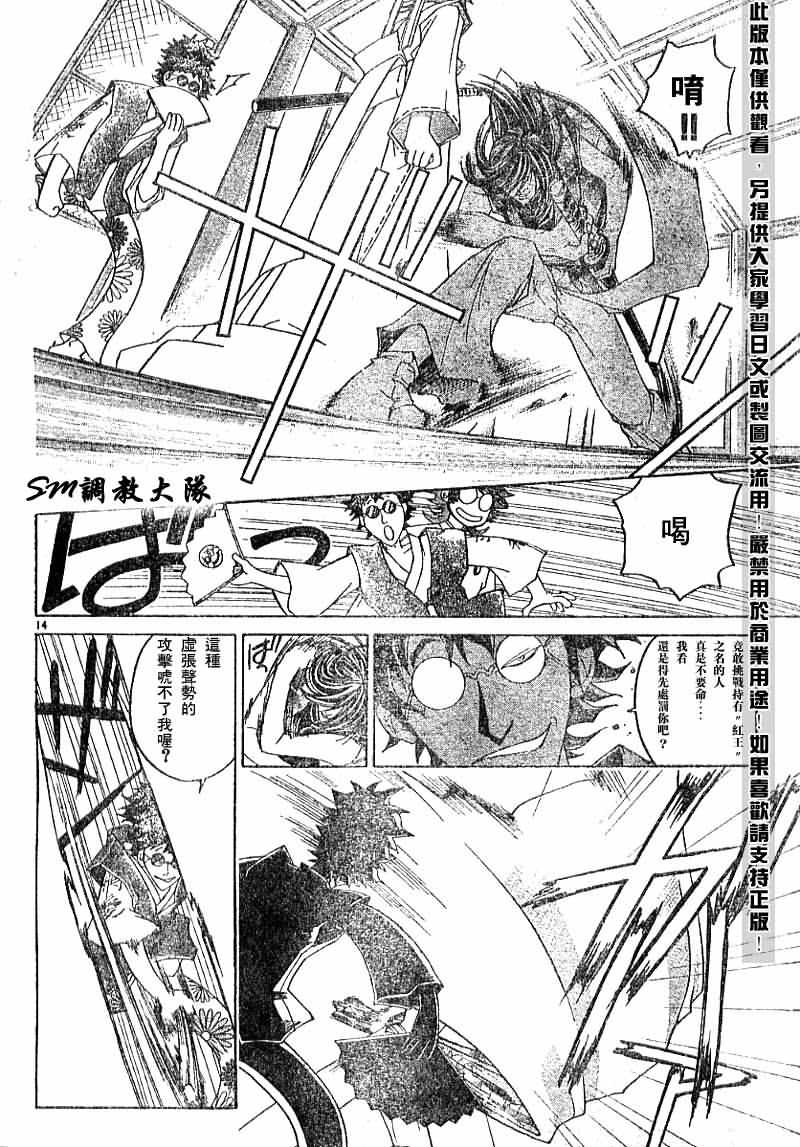 唷!!
此版本僅供觀看，另提供大家學習日文或製圖交流用！嚴禁用於商業用途！如果喜歡請支持正版！
SM調教大隊
喝
ばっ
14
竟敢挑戰持有"紅王"
之名的人
真是不要命...
我看
還是得先處罰你吧?
ば
這種
虛張聲勢的
攻擊唬不了我喔?